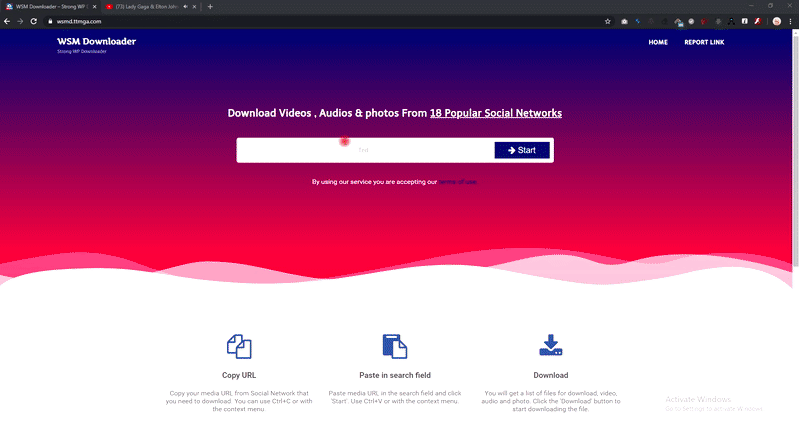 WSM Downloader – Strong WP
(73) Lady Gaga & Elton John
wsmd.ttmga.com
WSM Downloader
Strong WP Downloader
HOME
REPORT LINK
Download Videos , Audios & photos From 18 Popular Social Networks
Start
By using our service you are accepting our
Copy URL
Copy your media URL from Social Network that
you need to download. You can use Ctrl+C or with
the context menu.
Paste in search field
Paste media URL in the search field and click
'Start'. Use Ctrl+V or with the context menu.
Download
You will get a list of files for download, video,
audio and photo. Click the 'Download' button to
start downloading the file.
Activate Windows
Go to Settings to activate Windows.